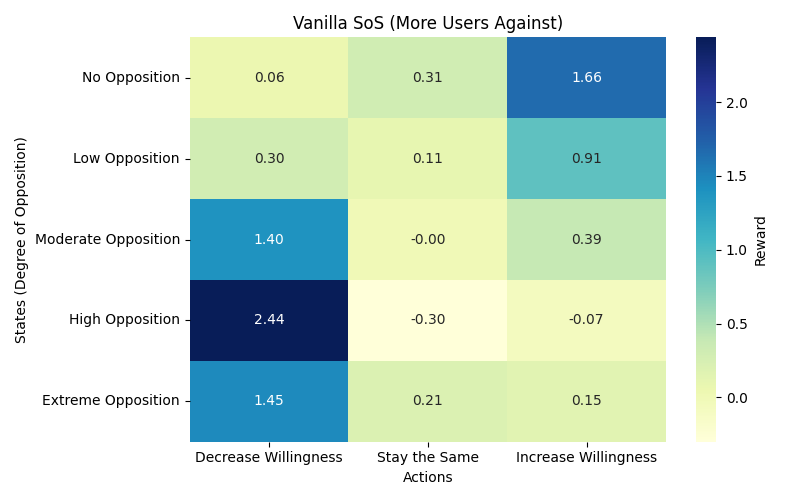 Vanilla SoS (More Users Against)
States (Degree of Opposition)
No Opposition 0.06 0.31 1.66
Low Opposition 0.30 0.11 0.91
Moderate Opposition 1.40 -0.00 0.39
High Opposition 2.44 -0.30 -0.07
Extreme Opposition 1.45 0.21 0.15
Decrease Willingness Stay the Same Increase Willingness
Actions
2.0
1.5
1.0
0.5
0.0
Reward